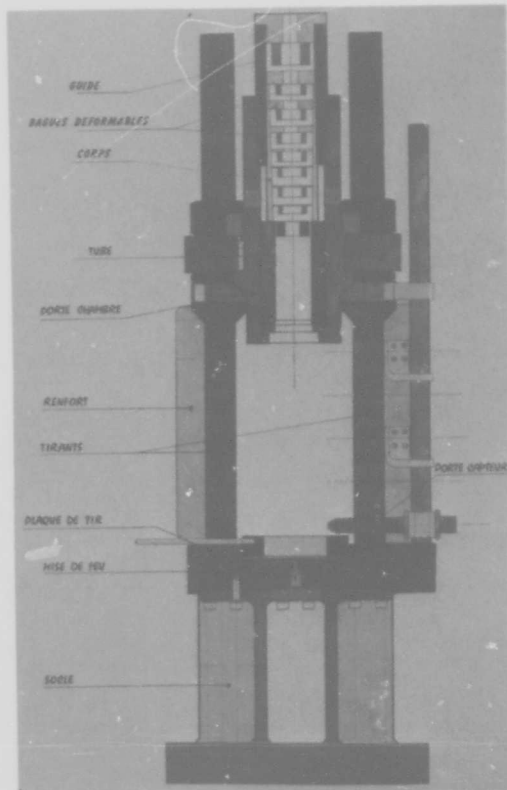 GUIDE
BAGUES DEFORMABLES
CORPS
TUBE
PORTE CHAMBRE
RENFORT
TIRANTS
PORTE CAPTEUR
PLAQUE DE TIR
MISE DE FEU
SOCLE